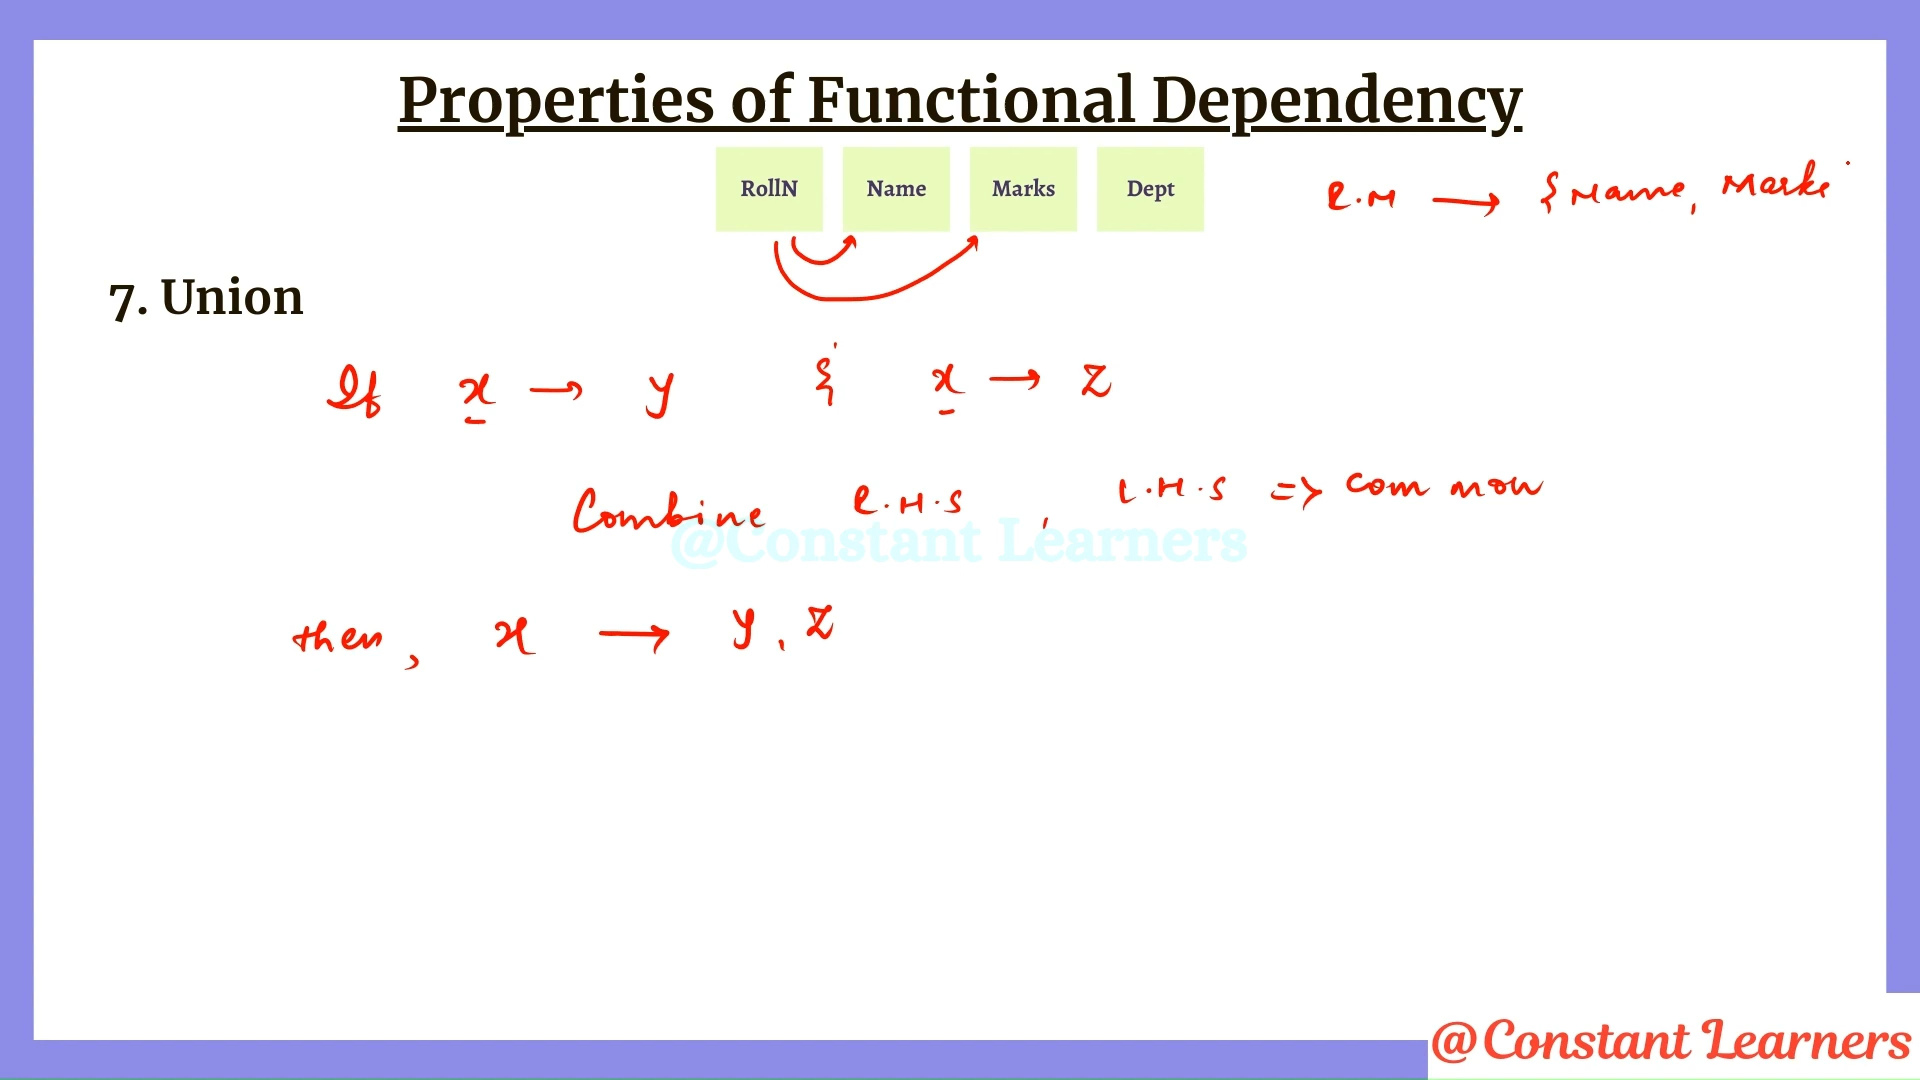 Properties of Functional Dependency
RollN Name Marks Dept
R.N → {Name, Marks
7. Union
If x → y & x → z
Combine R.H.S , L.H.S => common
@Constant Learners
then, x → y, z
@Constant Learners